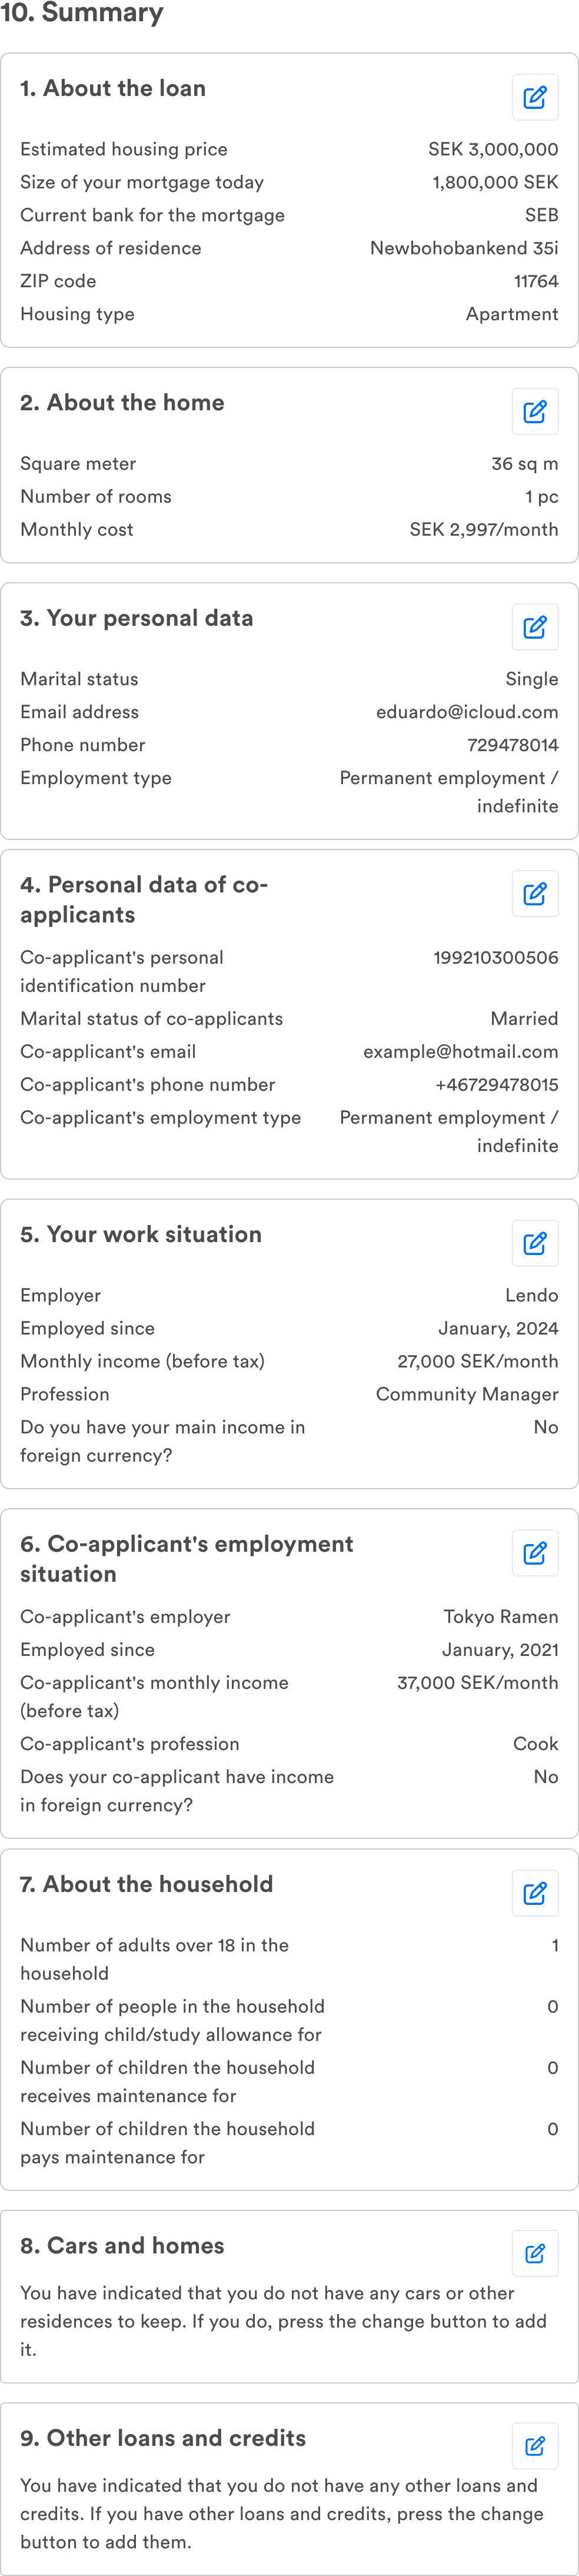 10. Summary
1. About the loan
Estimated housing price SEK 3,000,000
Size of your mortgage today 1,800,000 SEK
Current bank for the mortgage SEB
Address of residence Newbohobankend 35i
ZIP code 11764
Housing type Apartment
2. About the home
Square meter 36 sq m
Number of rooms 1 pc
Monthly cost SEK 2,997/month
3. Your personal data
Marital status Single
Email address eduardo@icloud.com
Phone number 729478014
Employment type Permanent employment /
indefinite
4. Personal data of co-
applicants
Co-applicant's personal 199210300506
identification number
Marital status of co-applicants Married
Co-applicant's email example@hotmail.com
Co-applicant's phone number +46729478015
Co-applicant's employment type Permanent employment /
indefinite
5. Your work situation
Employer Lendo
Employed since January, 2024
Monthly income (before tax) 27,000 SEK/month
Profession Community Manager
Do you have your main income in No
foreign currency?
6. Co-applicant's employment
situation
Co-applicant's employer Tokyo Ramen
Employed since January, 2021
Co-applicant's monthly income 37,000 SEK/month
(before tax)
Co-applicant's profession Cook
Does your co-applicant have income No
in foreign currency?
7. About the household
Number of adults over 18 in the 1
household
Number of people in the household 0
receiving child/study allowance for
Number of children the household 0
receives maintenance for
Number of children the household 0
pays maintenance for
8. Cars and homes
You have indicated that you do not have any cars or other
residences to keep. If you do, press the change button to add
it.
9. Other loans and credits
You have indicated that you do not have any other loans and
credits. If you have other loans and credits, press the change
button to add them.